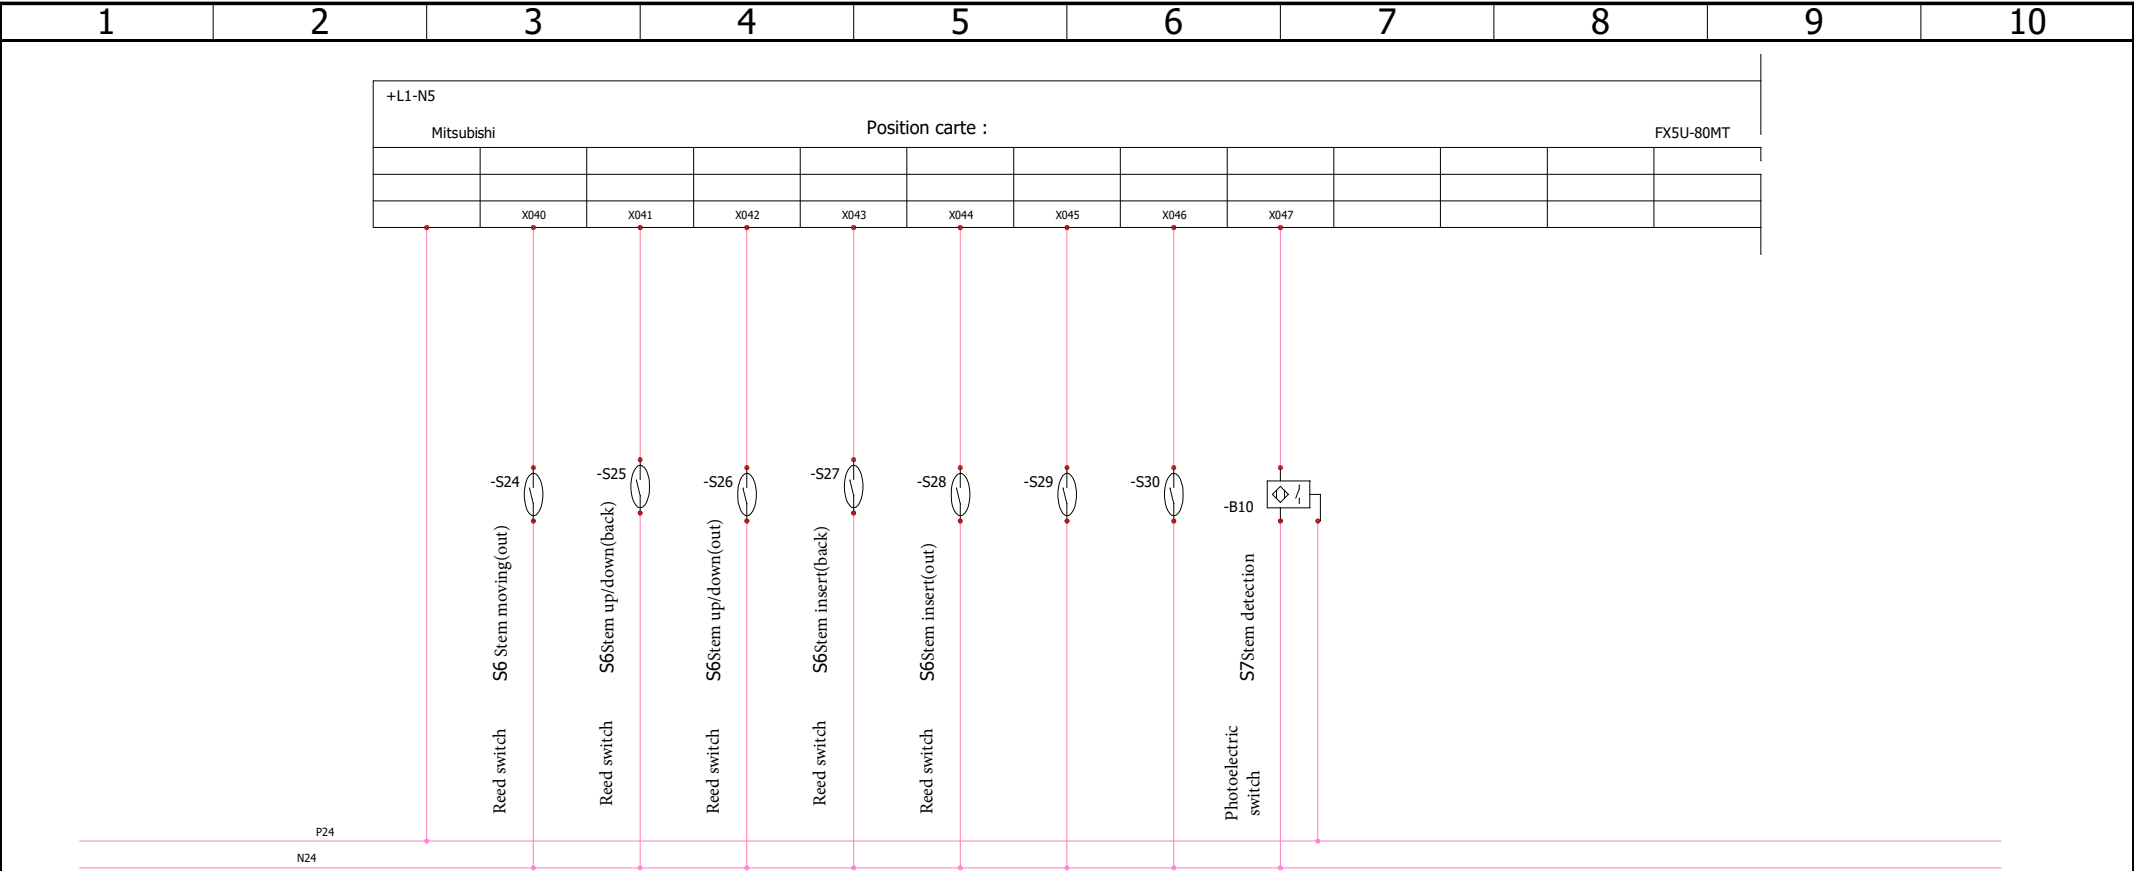 1 2 3 4 5 6 7 8 9 10
+L1-N5
Mitsubishi Position carte : FX5U-80MT
X040 X041 X042 X043 X044 X045 X046 X047
-S24 -S25 -S26 -S27 -S28 -S29 -S30 -B10
S6 Stem moving(out)
Reed switch
S6Stem up/down(back)
Reed switch
S6Stem up/down(out)
Reed switch
S6Stem insert(back)
Reed switch
S6Stem insert(out)
Reed switch
S7Stem detection
Photoelectric
switch
P24
N24